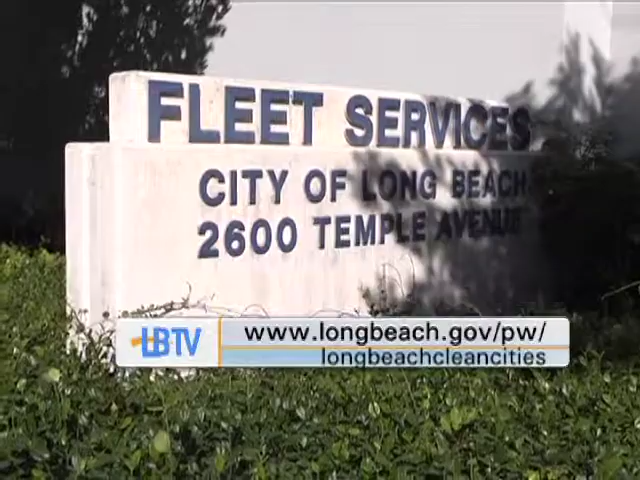 FLEET SERVICES
CITY OF LONG BEACH
2600 TEMPLE AVENUE
LBTV
www.longbeach.gov/pw/
longbeachcleancities